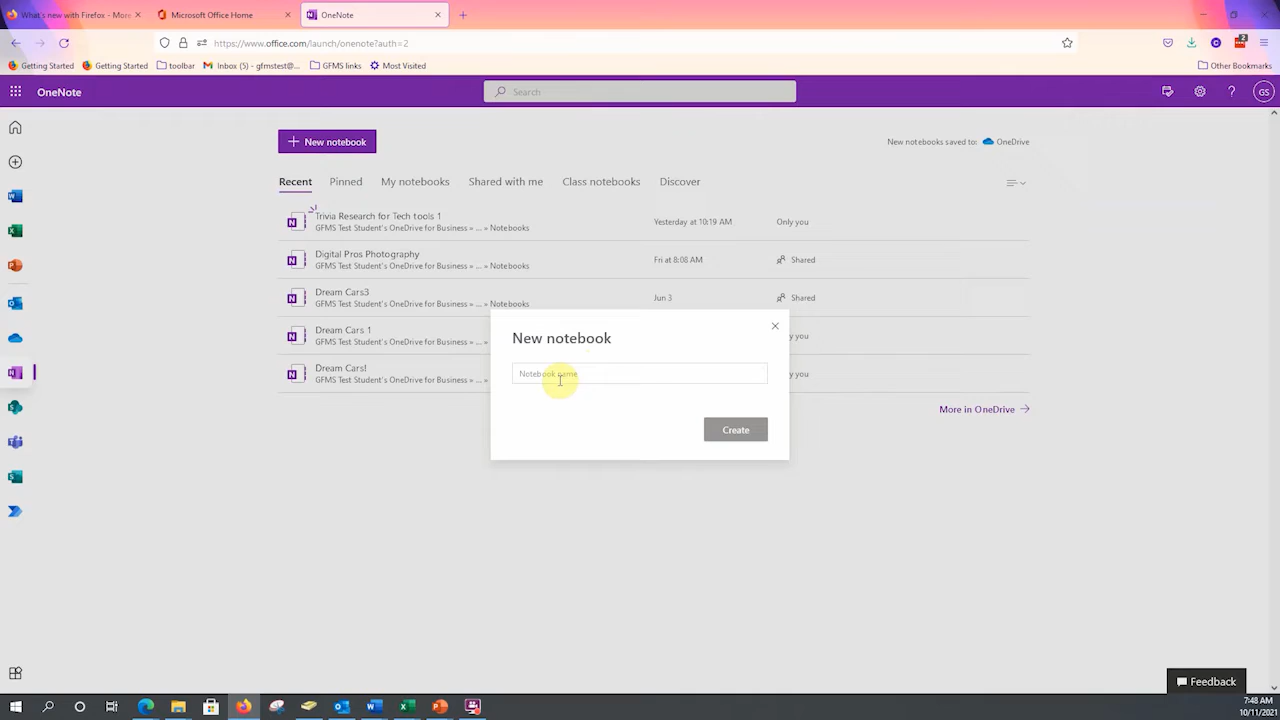 What's new with Firefox - More
Microsoft Office Home
OneNote
https://www.office.com/launch/onenote?auth=2
Getting Started
Getting Started
toolbar
Inbox (5) - gfmstest@...
GFMS links
Most Visited
Other Bookmarks
OneNote
Search
GS
New notebook
New notebooks saved to:
OneDrive
Recent
Pinned
My notebooks
Shared with me
Class notebooks
Discover
Trivia Research for Tech tools 1
GFMS Test Student's OneDrive for Business » ... » Notebooks
Yesterday at 10:19 AM
Only you
Digital Pros Photography
GFMS Test Student's OneDrive for Business » ... » Notebooks
Fri at 8:08 AM
Shared
Dream Cars3
GFMS Test Student's OneDrive for Business » ... » Notebooks
Jun 3
Shared
Dream Cars 1
GFMS Test Student's OneDrive for Business » ... » Notebooks
y you
Dream Cars!
GFMS Test Student's OneDrive for Business » ... » Notebooks
y you
New notebook
Notebook name
Create
More in OneDrive
Feedback
7:48 AM
10/11/2021